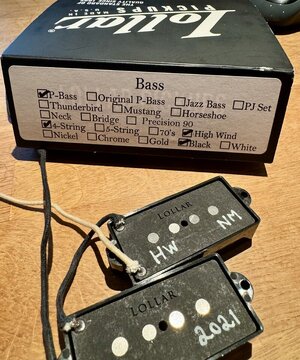 Lollar
PICKUPS
Bass
P-Bass Original P-Bass Jazz Bass PJ Set
Thunderbird Mustang Horseshoe
Neck Bridge Precision 90
4-String 5-String 70's High Wind
Nickel Chrome Gold Black White
LOLLAR
HW NM
LOLLAR
2021